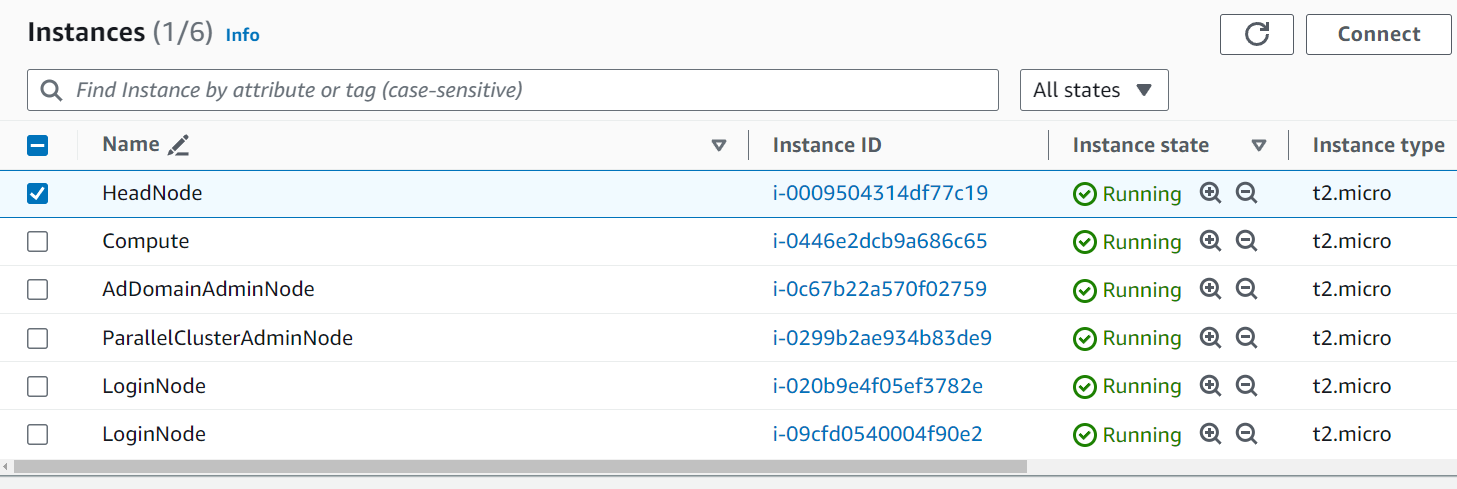 Instances (1/6) Info
Connect
Find Instance by attribute or tag (case-sensitive)
All states
Name Instance ID Instance state Instance type
HeadNode i-0009504314df77c19 Running t2.micro
Compute i-0446e2dcb9a686c65 Running t2.micro
AdDomainAdminNode i-0c67b22a570f02759 Running t2.micro
ParallelClusterAdminNode i-0299b2ae934b83de9 Running t2.micro
LoginNode i-020b9e4f05ef3782e Running t2.micro
LoginNode i-09cfd0540004f90e2 Running t2.micro